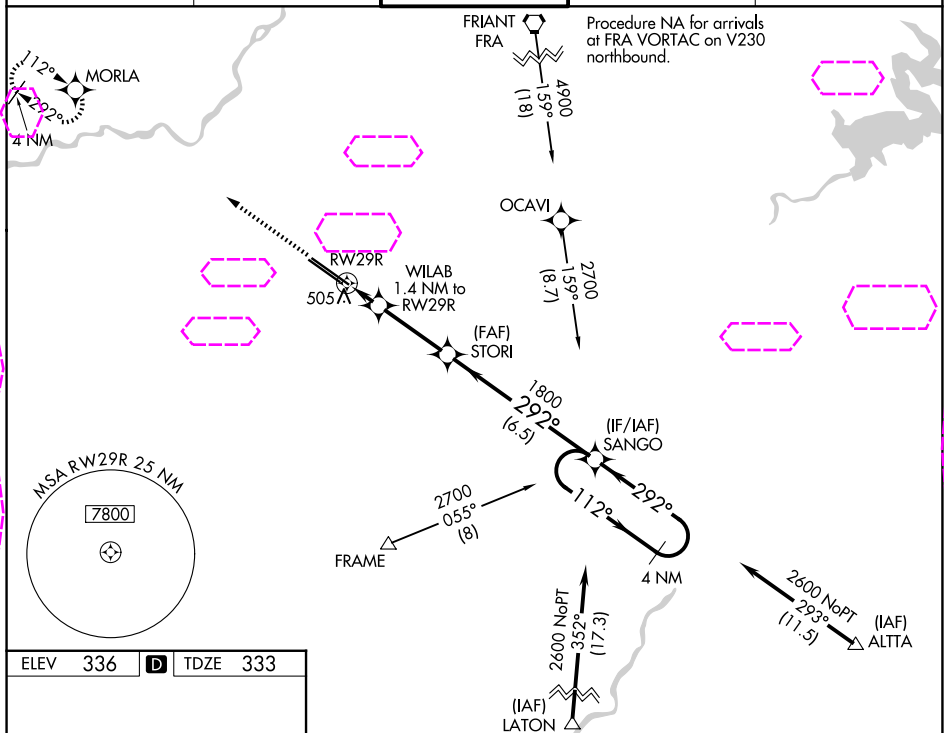 FRIANT
FRA
Procedure NA for arrivals
at FRA VORTAC on V230
northbound.
112°
MORLA
292°
4 NM
4900
159°
(18)
OCAVI
2700
159°
(8.7)
RW29R
505
WILAB
1.4 NM to
RW29R
(FAF)
STORI
1800
292°
(6.5)
(IF/IAF)
SANGO
292°
112°
4 NM
MSA RW29R 25 NM
7800
2700
055°
(8)
FRAME
2600 NoPT
352°
(17.3)
(IAF)
LATON
2600 NoPT
293°
(11.5)
(IAF)
ALTTA
ELEV 336 D TDZE 333